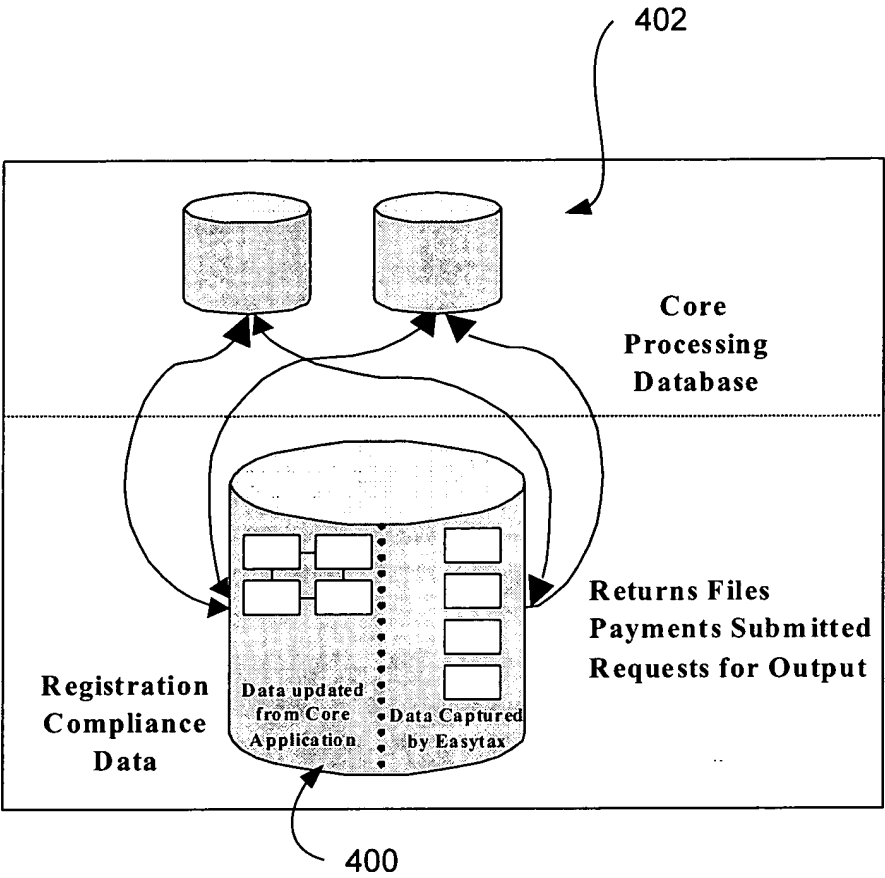 402
Core
Processing
Database
Returns Files
Payments Submitted
Requests for Output
Registration
Compliance
Data
Data updated
from Core
Application
Data Captured
by Easytax
400